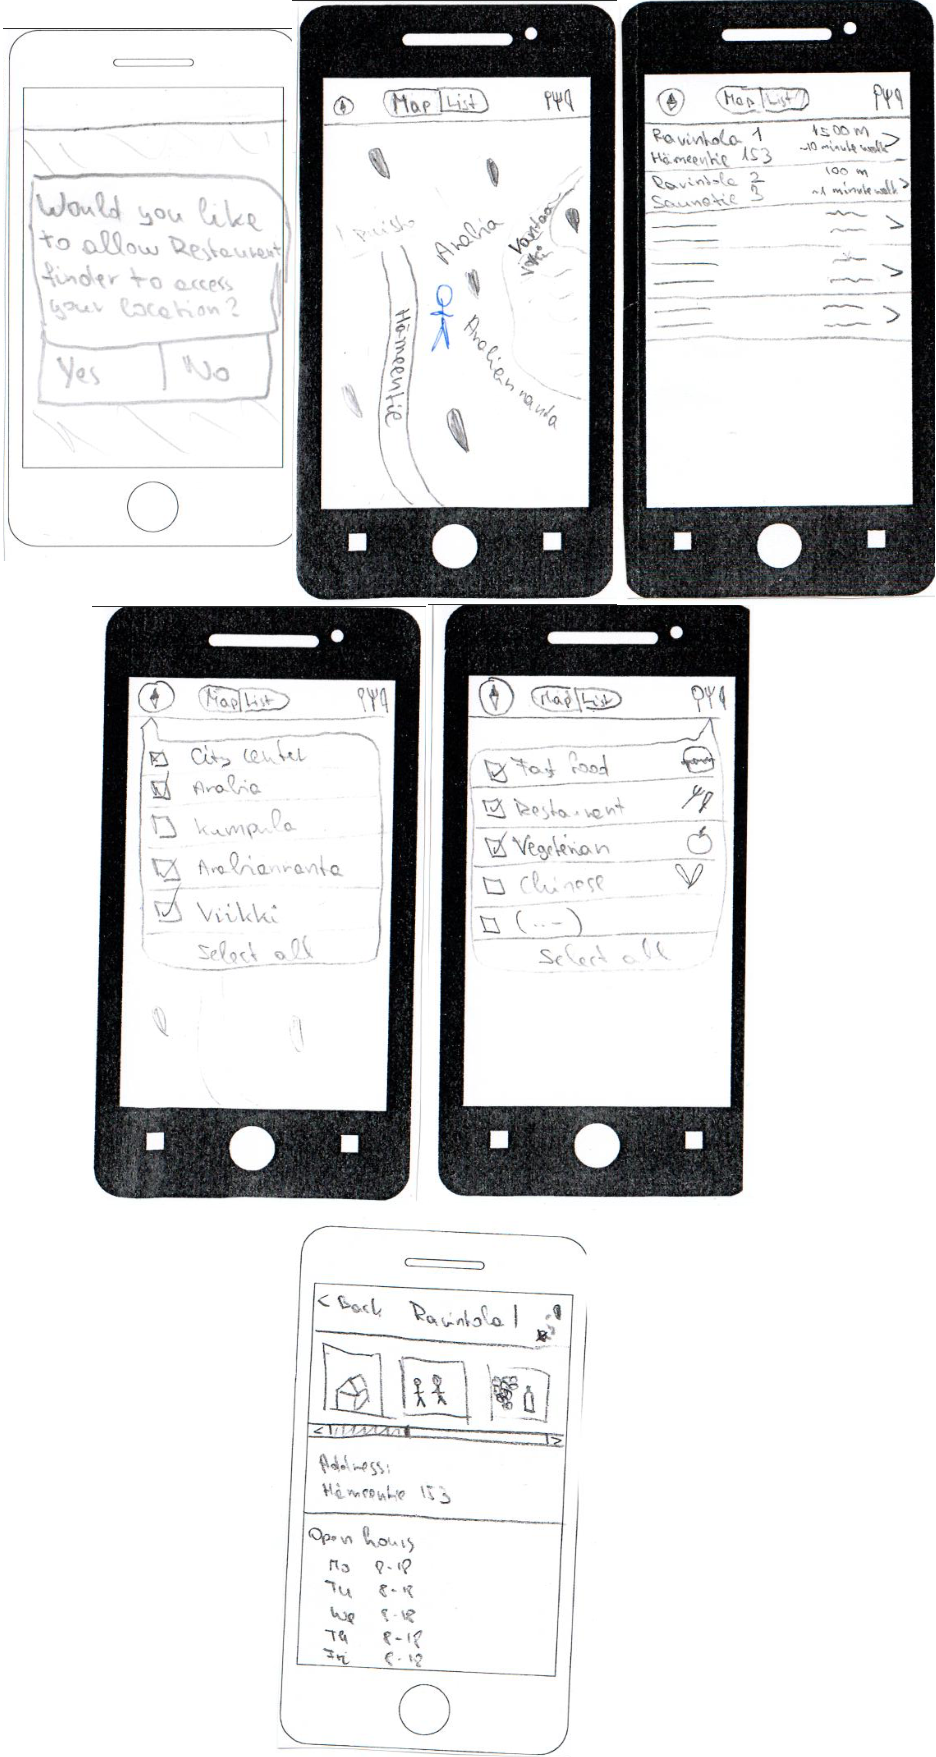 Would you like
to allow Restaurant
finder to access
your location?
Yes
No
Map
List
Arabia
Vantaa
Hämeentie
Arabianranta
Map
List
Ravintola 1
1500 m
Hämeentie 153
~10 minute walk
Ravintola 2
100 m
Saunatie 3
~1 minute walk
Map
List
City center
Arabia
Kumpula
Arabianranta
Viikki
Select all
Map
List
Fast food
Restaurant
Vegeterian
Chinese
(...)
Select all
< Back
Ravintola 1
Address:
Hämeentie 153
Open hours
Mo 8-18
Tu 8-18
We 8-18
Th 8-18
Fri 8-18